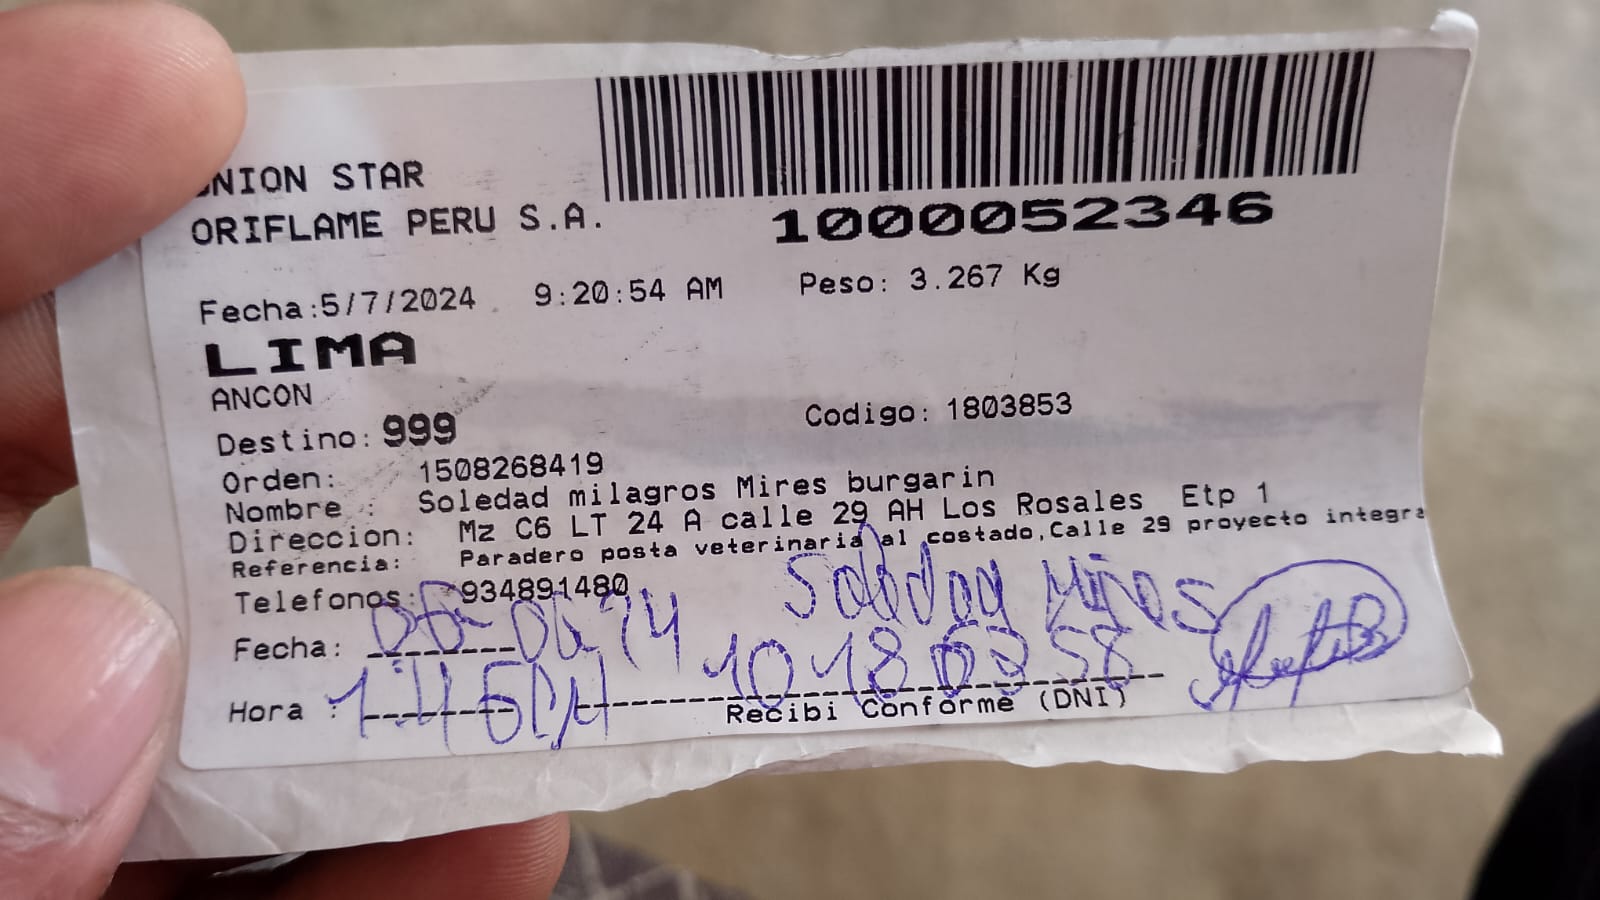 UNION STAR
ORIFLAME PERU S.A.
1000052346
Fecha:5/7/2024 9:20:54 AM Peso: 3.267 Kg
LIMA
ANCON
Destino: 999 Codigo: 1803853
Orden: 1508268419
Nombre : Soledad milagros Mires burgarin
Direccion: Mz C6 LT 24 A calle 29 AH Los Rosales Etp 1
Referencia: Paradero posta veterinaria al costado,Calle 29 proyecto integra
Telefonos: 934891480
Fecha:
Hora :
Recibi Conforme (DNI)